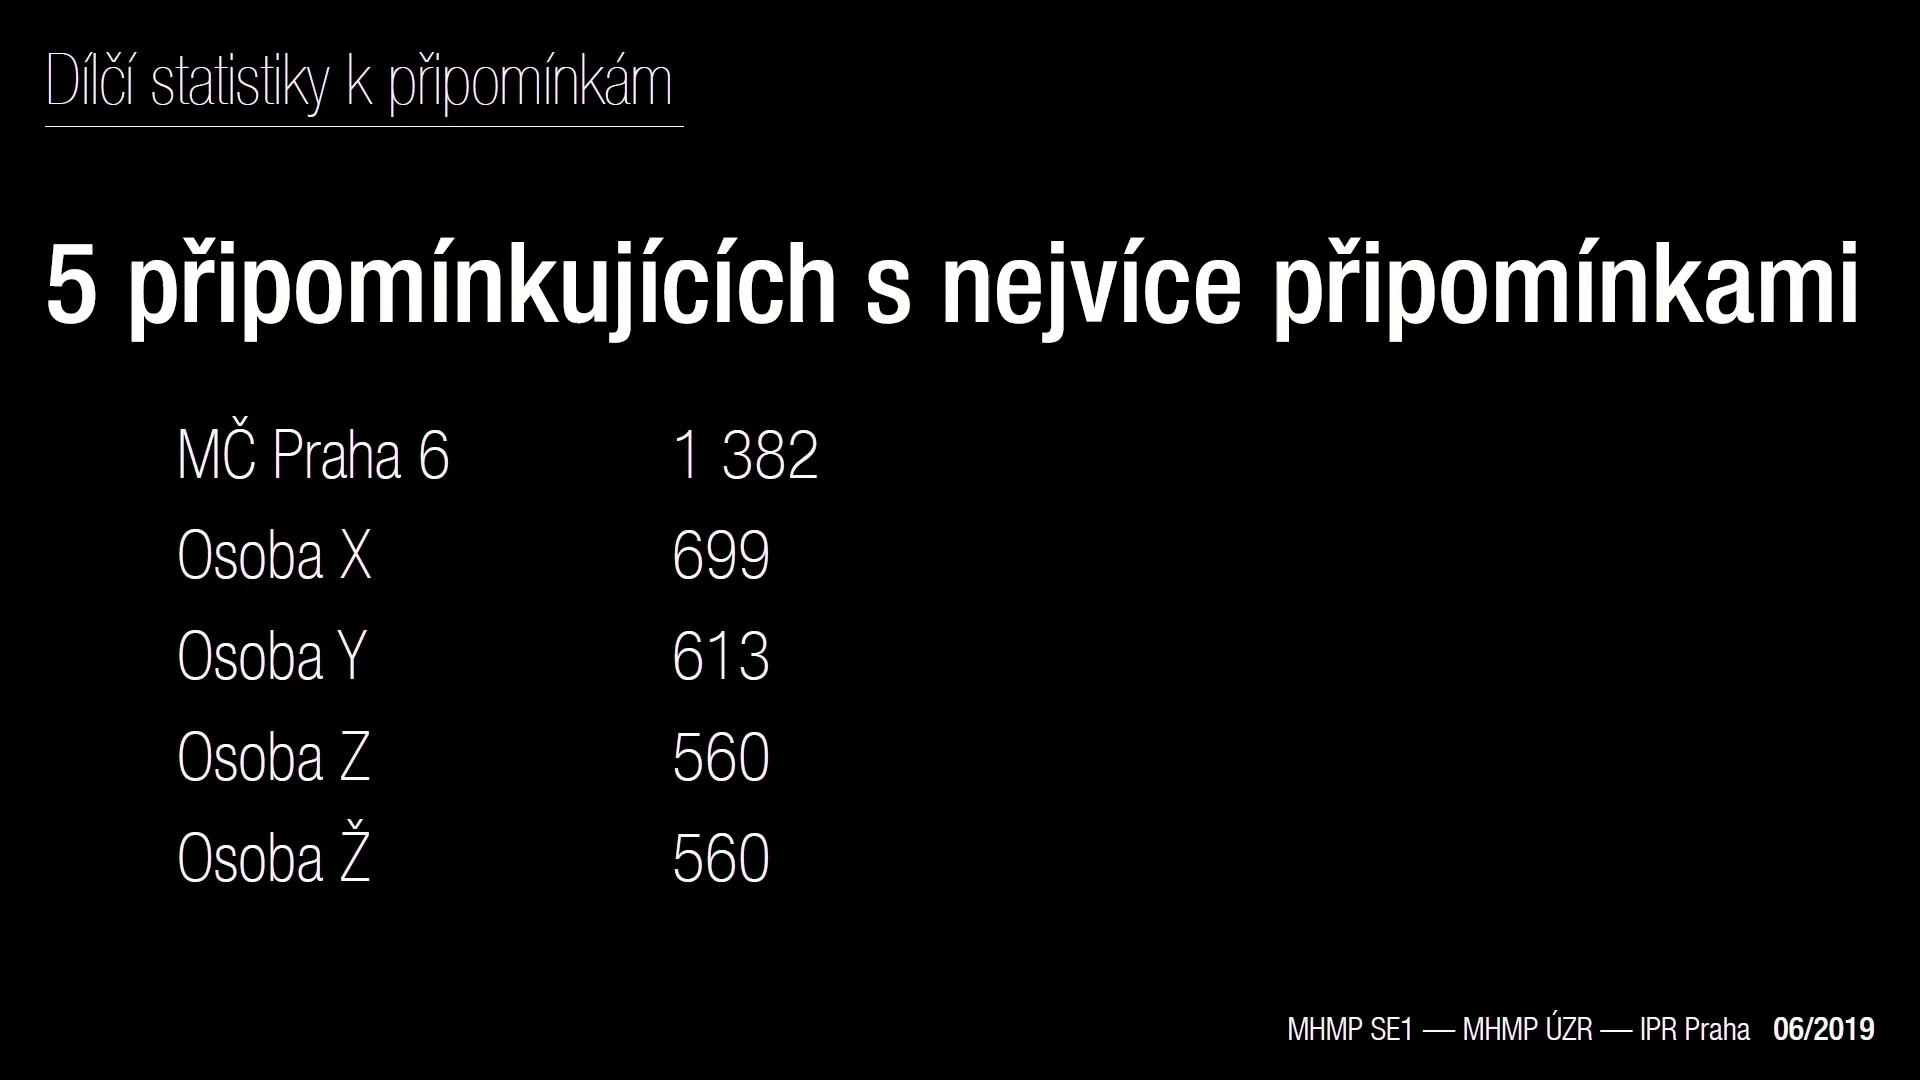 Dílčí statistiky k připomínkám
5 připomínkujících s nejvíce připomínkami
MČ Praha 6 1 382
Osoba X 699
Osoba Y 613
Osoba Z 560
Osoba Ž 560
MHMP SE1 — MHMP ÚZR — IPR Praha 06/2019